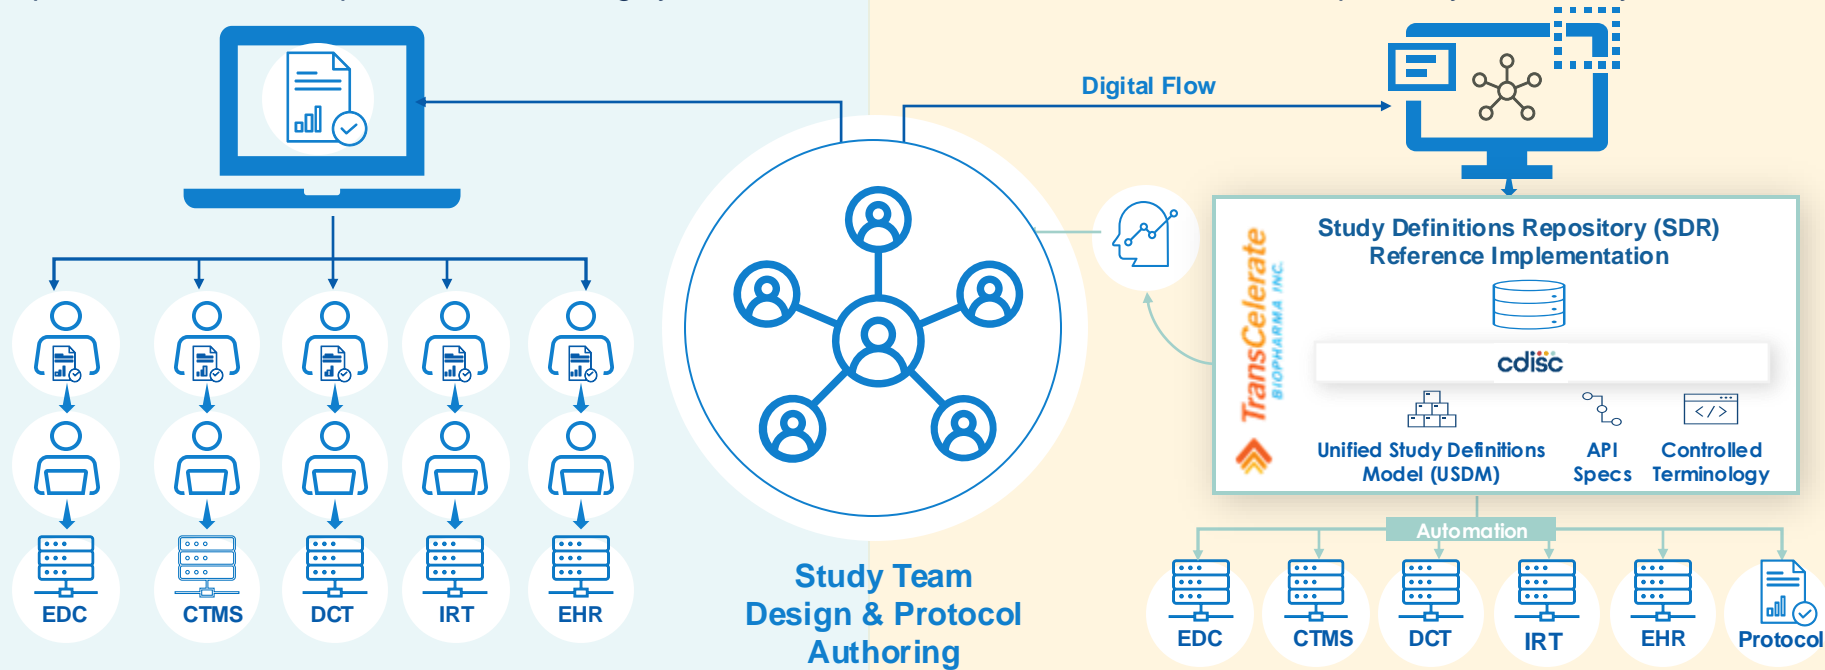 Digital Flow
Study Definitions Repository (SDR)
Reference Implementation
TransCelerate
BIOPHARMA INC.
cdisc
Unified Study Definitions
Model (USDM)
API
Specs
Controlled
Terminology
Automation
EDC
CTMS
DCT
IRT
EHR
Study Team
Design & Protocol
Authoring
EDC
CTMS
DCT
IRT
EHR
Protocol